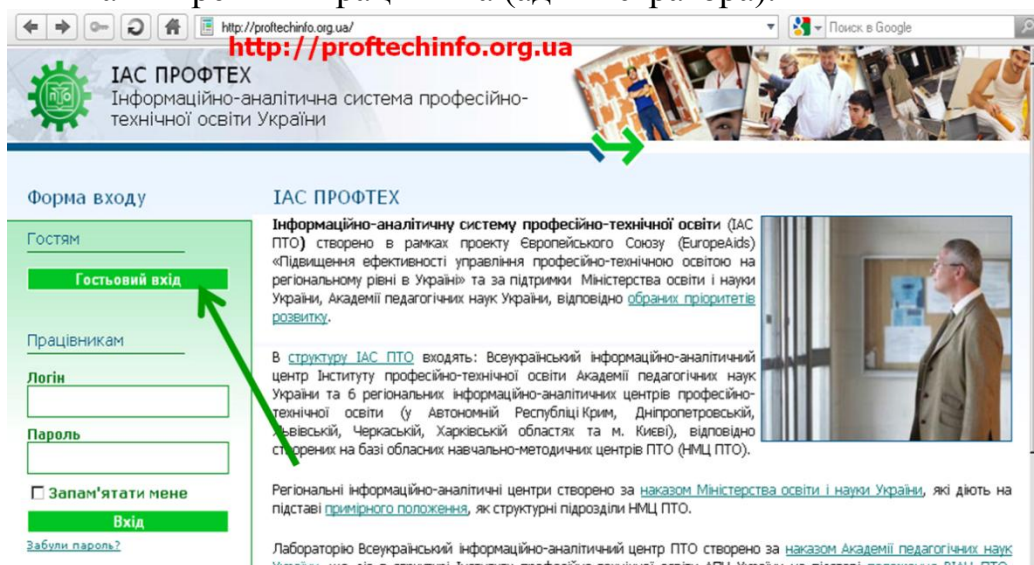 http://proftechinfo.org.ua/
Поиск в Google
http://proftechinfo.org.ua
ІАС ПРОФТЕХ
Інформаційно-аналітична система професійно-
технічної освіти України
Форма входу
Гостям
Гостьовий вхід
Працівникам
Логін
Пароль
Запам'ятати мене
Вхід
Забули пароль?
ІАС ПРОФТЕХ
Інформаційно-аналітичну систему професійно-технічної освіти (ІАС
ПТО) створено в рамках проекту Європейського Союзу (EuropeAids)
«Підвищення ефективності управління професійно-технічною освітою на
регіональному рівні в Україні» та за підтримки Міністерства освіти і науки
України, Академії педагогічних наук України, відповідно обраних пріоритетів
розвитку.
В структуру ІАС ПТО входять: Всеукраїнський інформаційно-аналітичний
центр Інституту професійно-технічної освіти Академії педагогічних наук
України та 6 регіональних інформаційно-аналітичних центрів професійно-
технічної освіти (у Автономній Республіці Крим, Дніпропетровській,
Львівській, Черкаській, Харківській областях та м. Києві), відповідно
створених на базі обласних навчально-методичних центрів ПТО (НМЦ ПТО).
Регіональні інформаційно-аналітичні центри створено за наказом Міністерства освіти і науки України, які діють на
підставі примірного положення, як структурні підрозділи НМЦ ПТО.
Лабораторію Всеукраїнський інформаційно-аналітичний центр ПТО створено за наказом Академії педагогічних наук